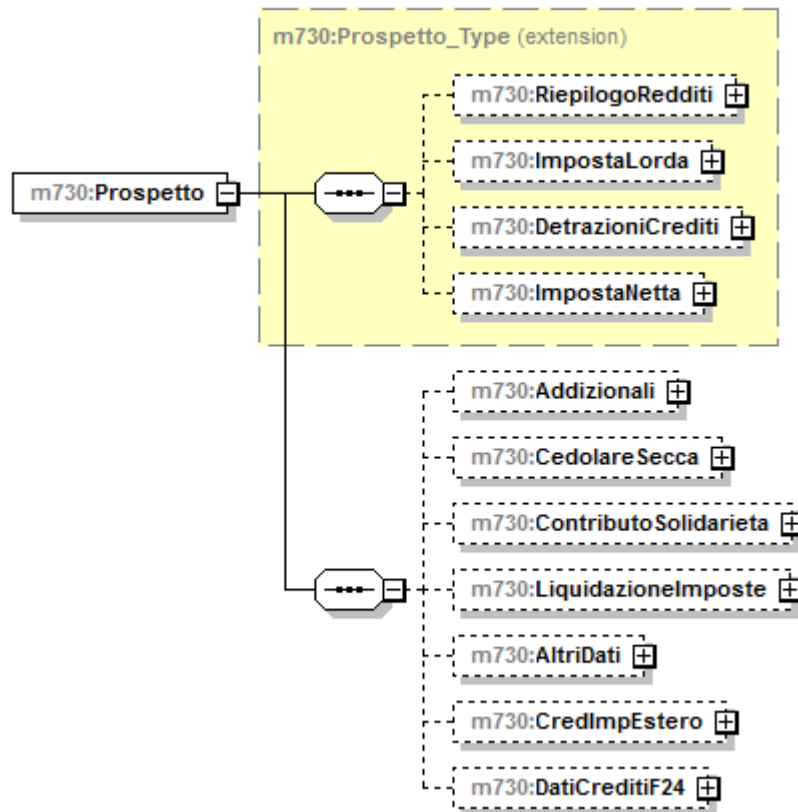 m730:Prospetto_Type (extension)
m730:RiepilogoRedditi
m730:ImpostaLorda
m730:Prospetto
m730:DetrazioniCrediti
m730:ImpostaNetta
m730:Addizionali
m730:CedolareSecca
m730:ContributoSolidarieta
m730:LiquidazioneImposte
m730:AltriDati
m730:CredImpEstero
m730:DatiCreditiF24